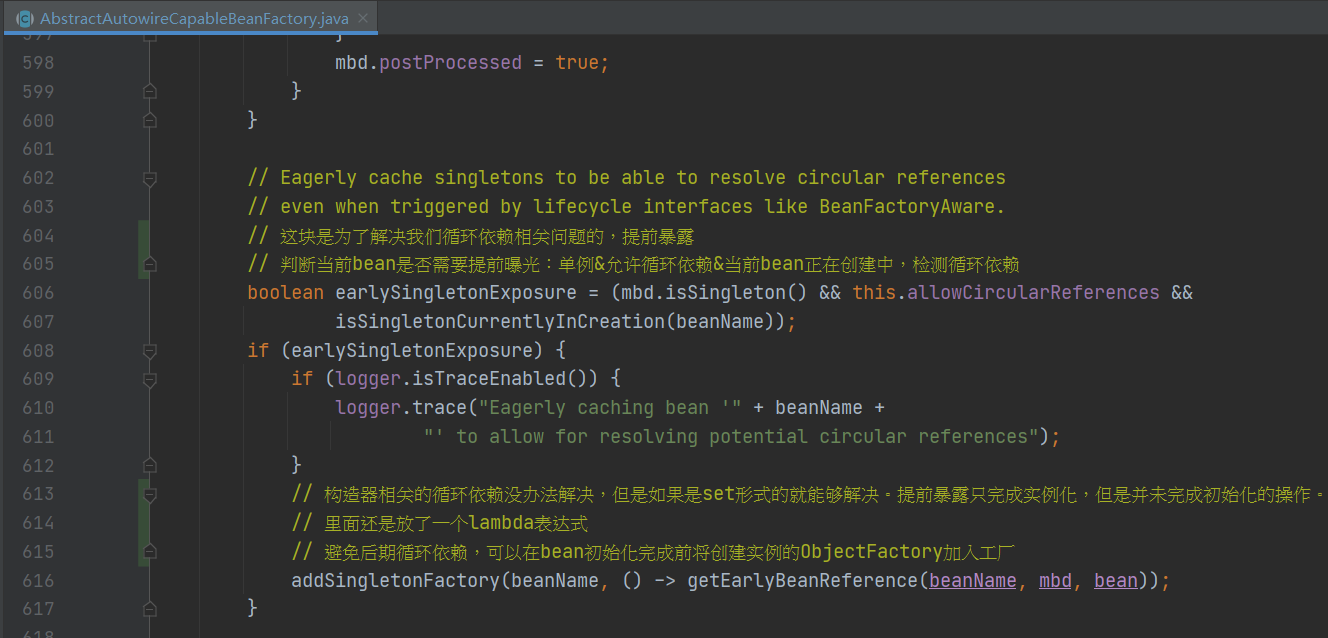 AbstractAutowireCapableBeanFactory.java
597 }
598 mbd.postProcessed = true;
599 }
600 }
601
602 // Eagerly cache singletons to be able to resolve circular references
603 // even when triggered by lifecycle interfaces like BeanFactoryAware.
604 // 这块是为了解决我们循环依赖相关问题的，提前暴露
605 // 判断当前bean是否需要提前曝光：单例&允许循环依赖&当前bean正在创建中，检测循环依赖
606 boolean earlySingletonExposure = (mbd.isSingleton() && this.allowCircularReferences &&
607 isSingletonCurrentlyInCreation(beanName));
608 if (earlySingletonExposure) {
609 if (logger.isTraceEnabled()) {
610 logger.trace("Eagerly caching bean '" + beanName +
611 "' to allow for resolving potential circular references");
612 }
613 // 构造器相关的循环依赖没办法解决，但是如果是set形式的就能够解决。提前暴露只完成实例化，但是并未完成初始化的操作。
614 // 里面还是放了一个lambda表达式
615 // 避免后期循环依赖，可以在bean初始化完成前将创建实例的ObjectFactory加入工厂
616 addSingletonFactory(beanName, () -> getEarlyBeanReference(beanName, mbd, bean));
617 }
618